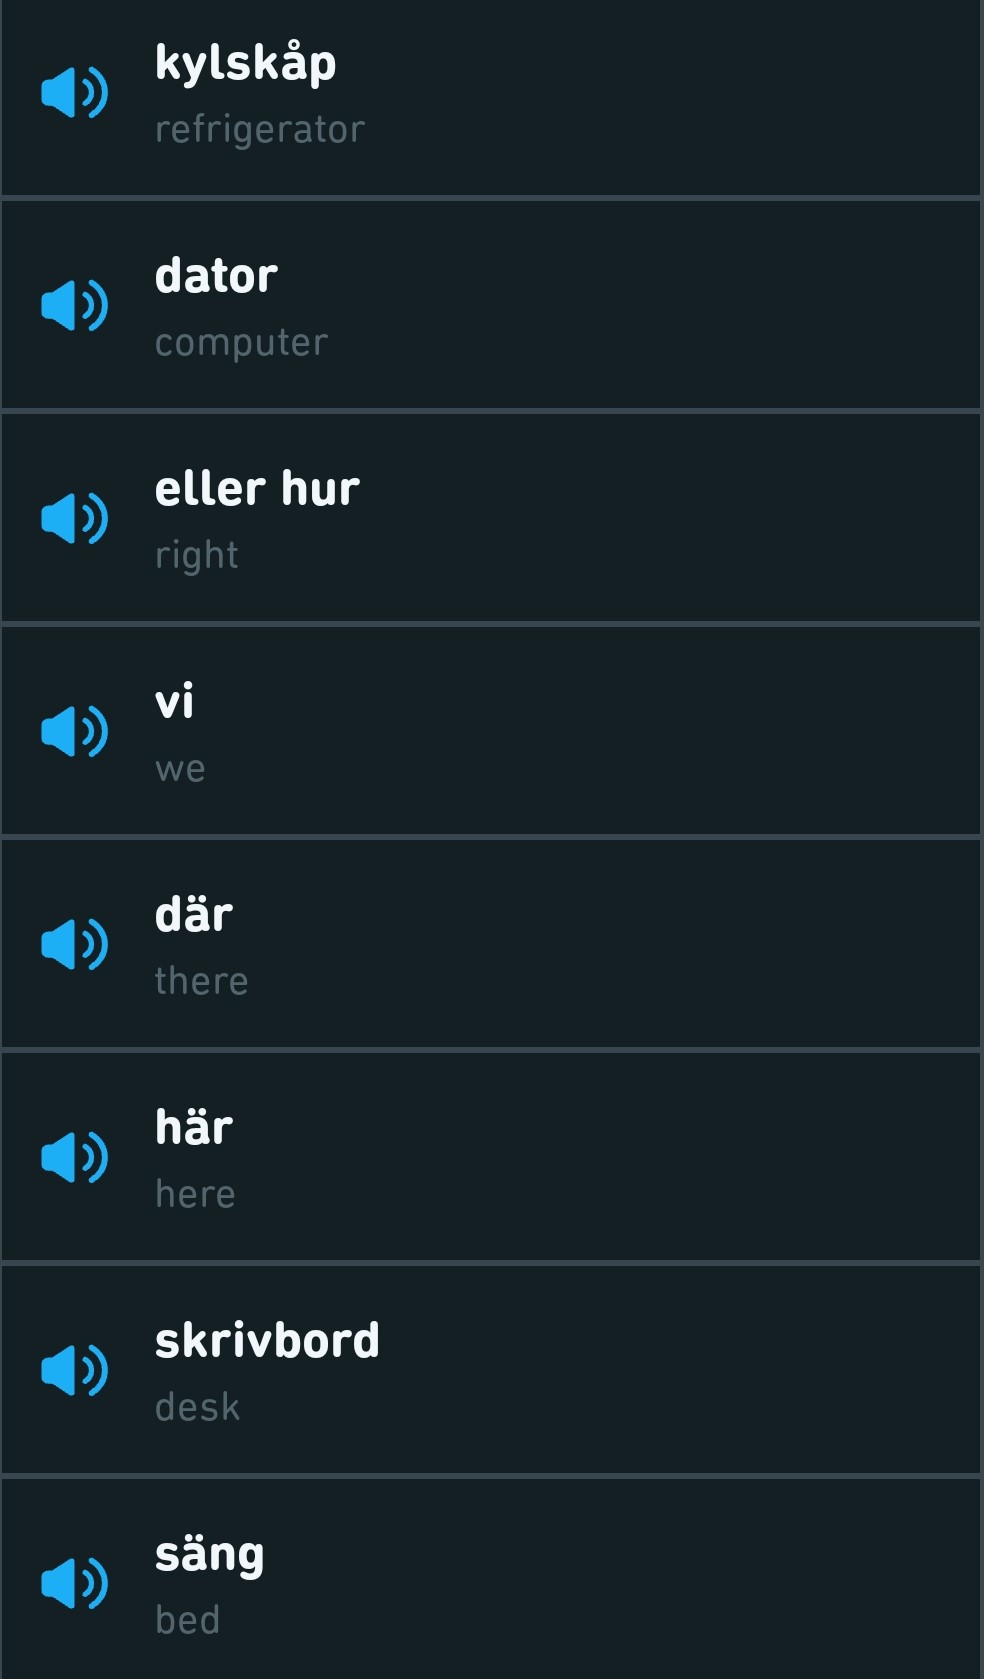 kylskåp
refrigerator
dator
computer
eller hur
right
vi
we
där
there
här
here
skrivbord
desk
säng
bed